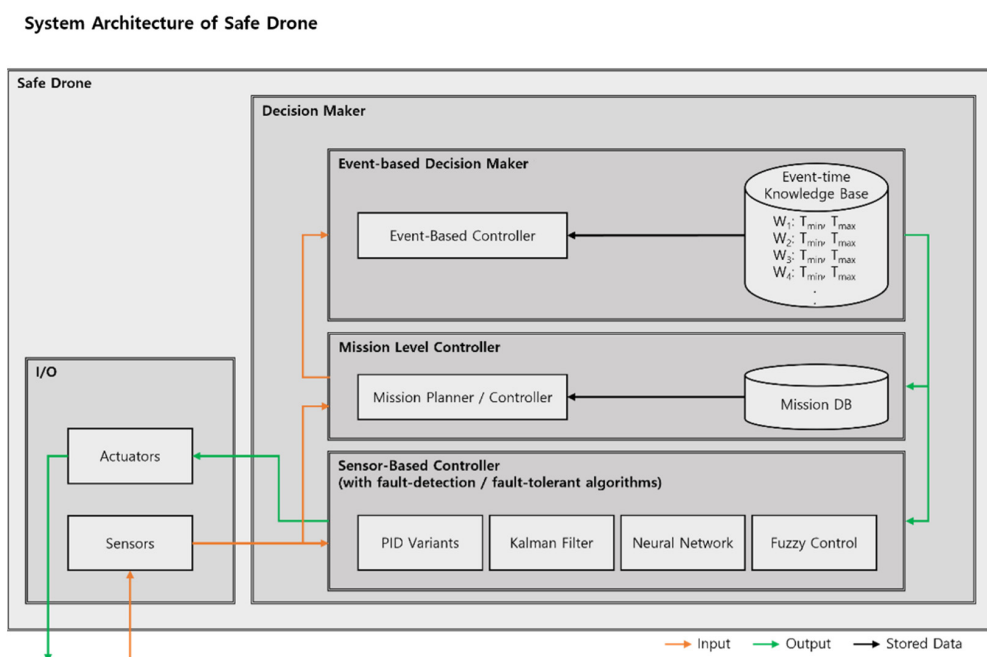 System Architecture of Safe Drone
Safe Drone
Decision Maker
Event-based Decision Maker
Event-time
Knowledge Base
W1: Tmin, Tmax
W2: Tmin, Tmax
W3: Tmin, Tmax
W4: Tmin, Tmax
.
.
Event-Based Controller
Mission Level Controller
Mission Planner / Controller
Mission DB
I/O
Actuators
Sensors
Sensor-Based Controller
(with fault-detection / fault-tolerant algorithms)
PID Variants
Kalman Filter
Neural Network
Fuzzy Control
Input
Output
Stored Data